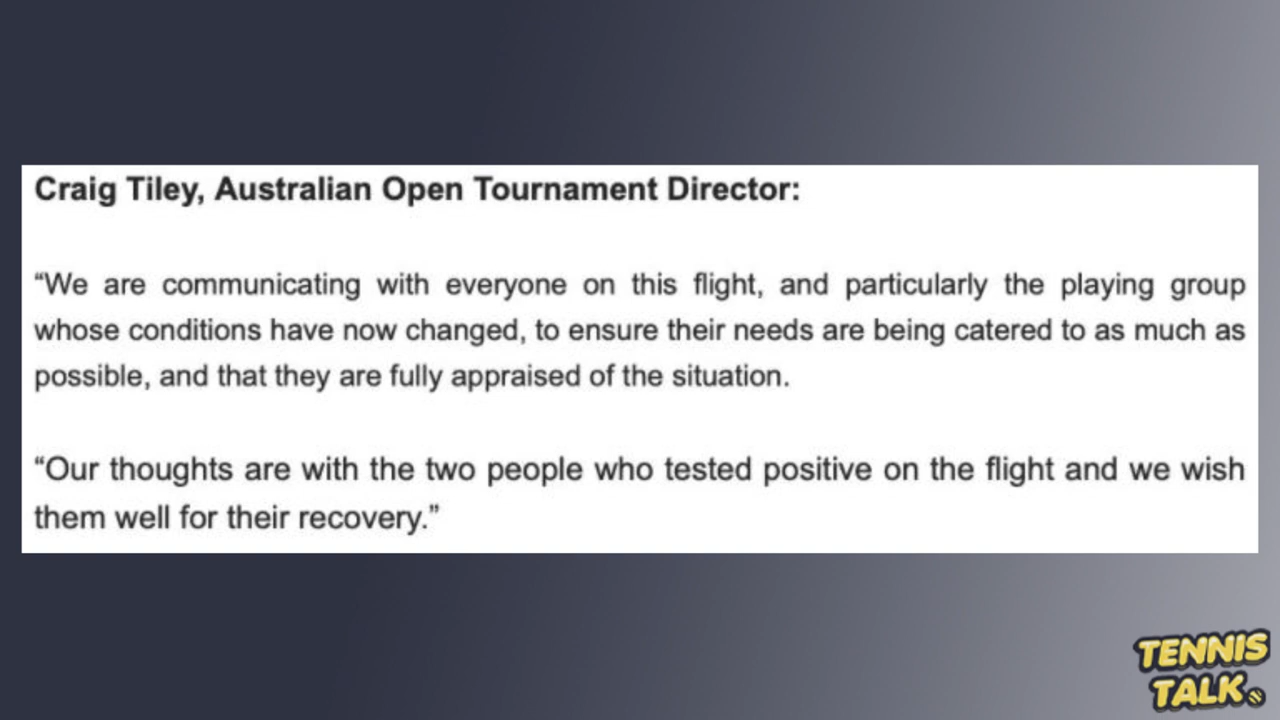 Craig Tiley, Australian Open Tournament Director:
“We are communicating with everyone on this flight, and particularly the playing group
whose conditions have now changed, to ensure their needs are being catered to as much as
possible, and that they are fully appraised of the situation.
“Our thoughts are with the two people who tested positive on the flight and we wish
them well for their recovery.”
TENNIS
TALK